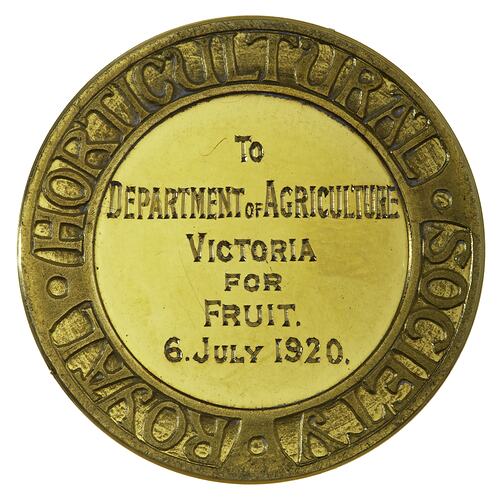 ROYAL · HORTICULTURAL · SOCIETY ·
To
DEPARTMENT OF AGRICULTURE
VICTORIA
FOR
FRUIT.
6. JULY 1920.